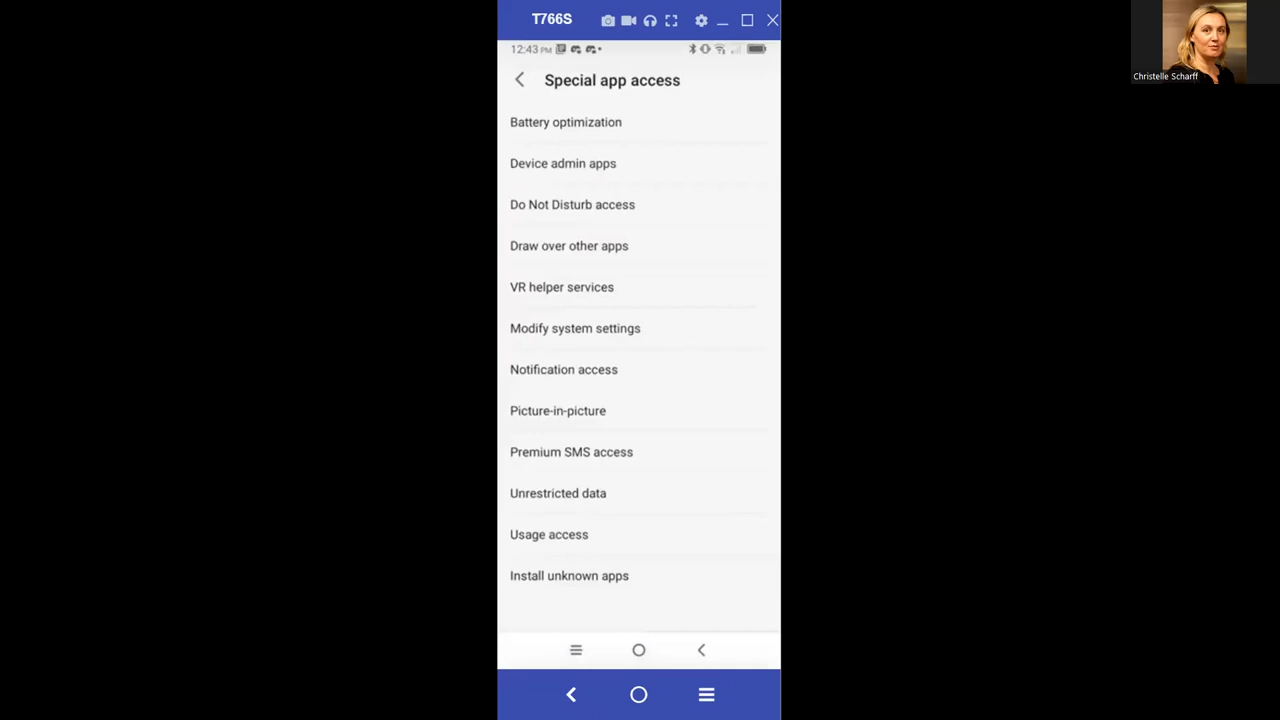 T766S
12:43 PM
Special app access
Battery optimization
Device admin apps
Do Not Disturb access
Draw over other apps
VR helper services
Modify system settings
Notification access
Picture-in-picture
Premium SMS access
Unrestricted data
Usage access
Install unknown apps
Christelle Scharff